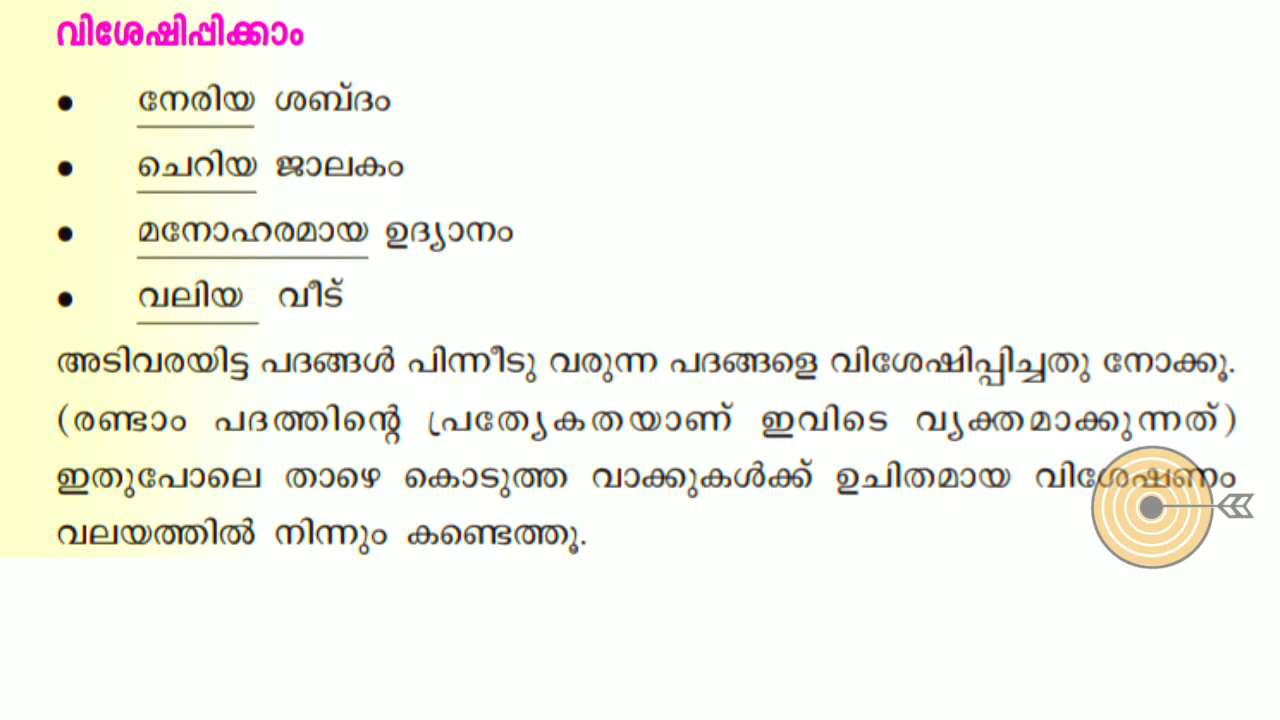 വിശേഷിപ്പിക്കാം
• നേരിയ ശബ്ദം
• ചെറിയ ജാലകം
• മനോഹരമായ ഉദ്യാനം
• വലിയ വീട്
അടിവരയിട്ട പദങ്ങൾ പിന്നീടു വരുന്ന പദങ്ങളെ വിശേഷിപ്പിച്ചതു നോക്കൂ.
(രണ്ടാം പദത്തിന്റെ പ്രത്യേകതയാണ് ഇവിടെ വ്യക്തമാക്കുന്നത്)
ഇതുപോലെ താഴെ കൊടുത്ത വാക്കുകൾക്ക് ഉചിതമായ വിശേഷണം
വലയത്തിൽ നിന്നും കണ്ടെത്തൂ.